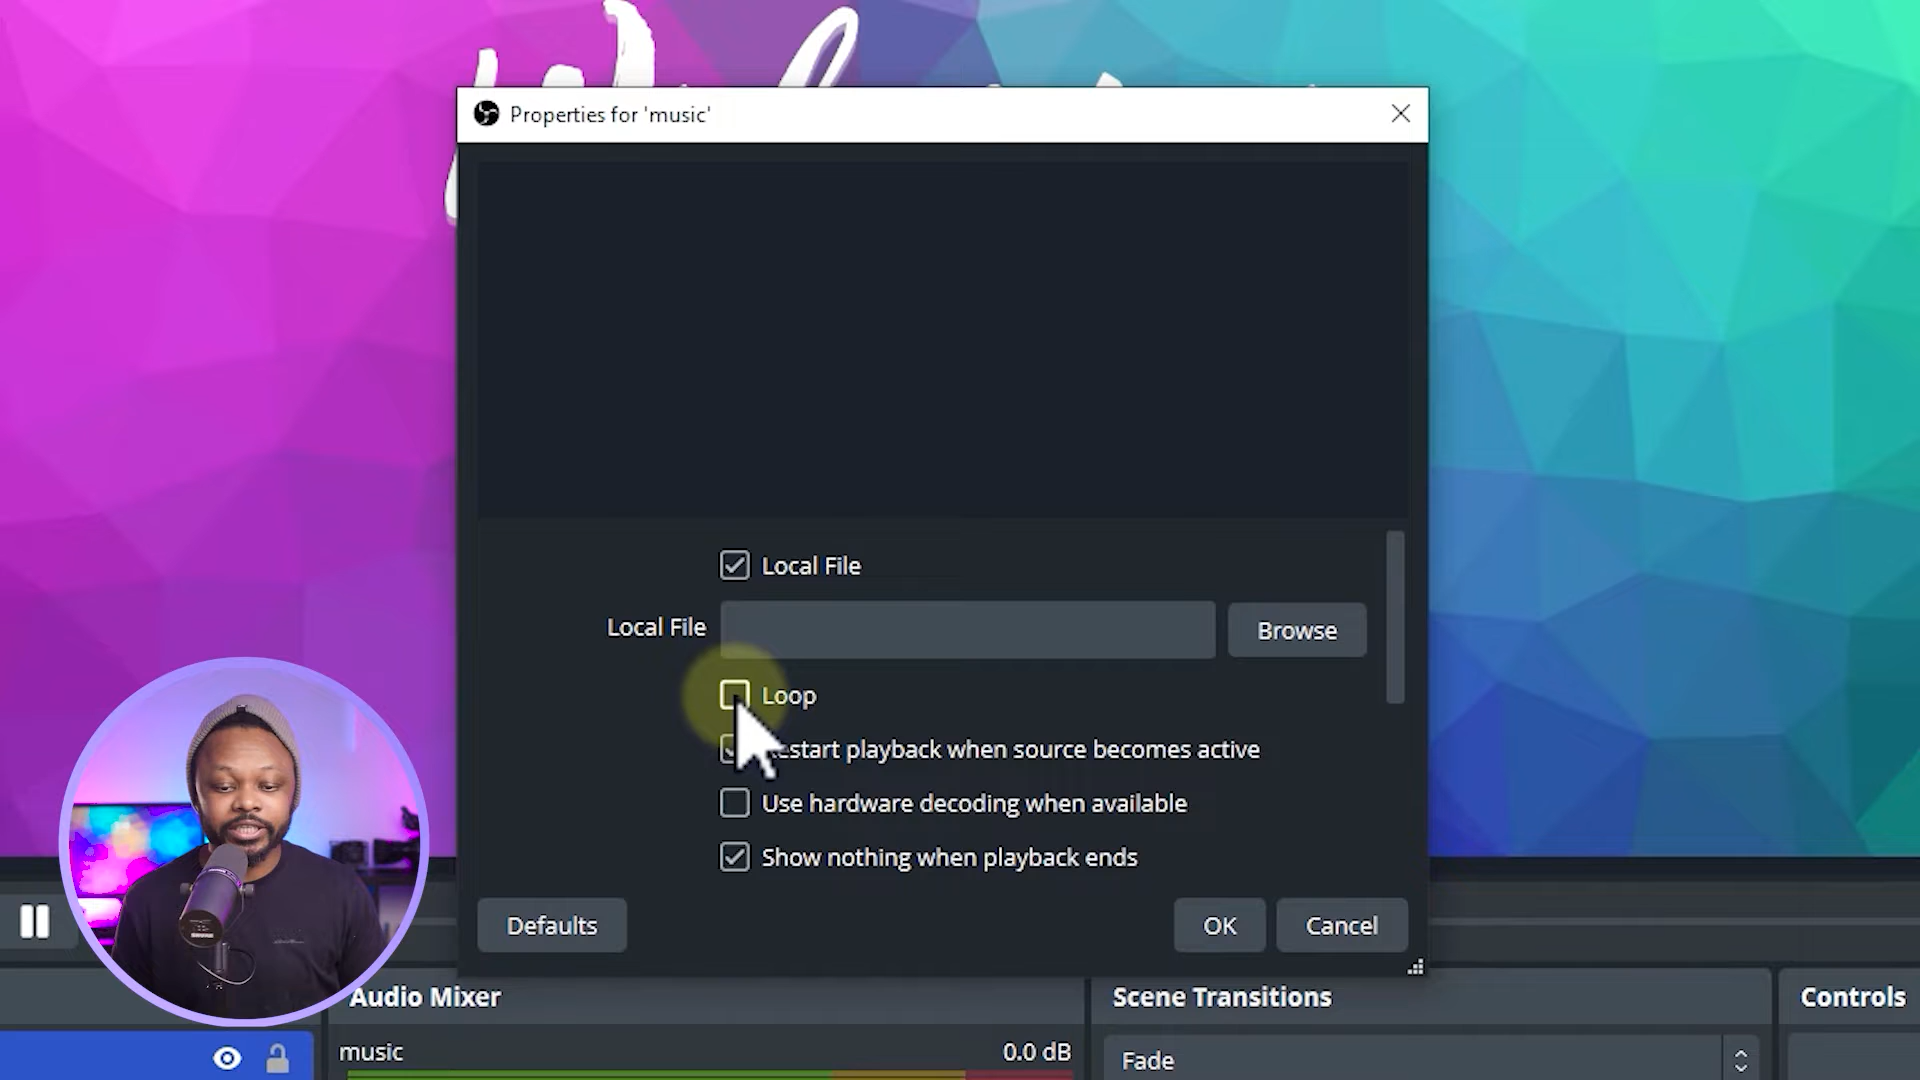 Properties for 'music'
Local File
Local File
Browse
Loop
estart playback when source becomes active
Use hardware decoding when available
Show nothing when playback ends
Defaults
OK
Cancel
Audio Mixer
Scene Transitions
Controls
music
0.0 dB
Fade